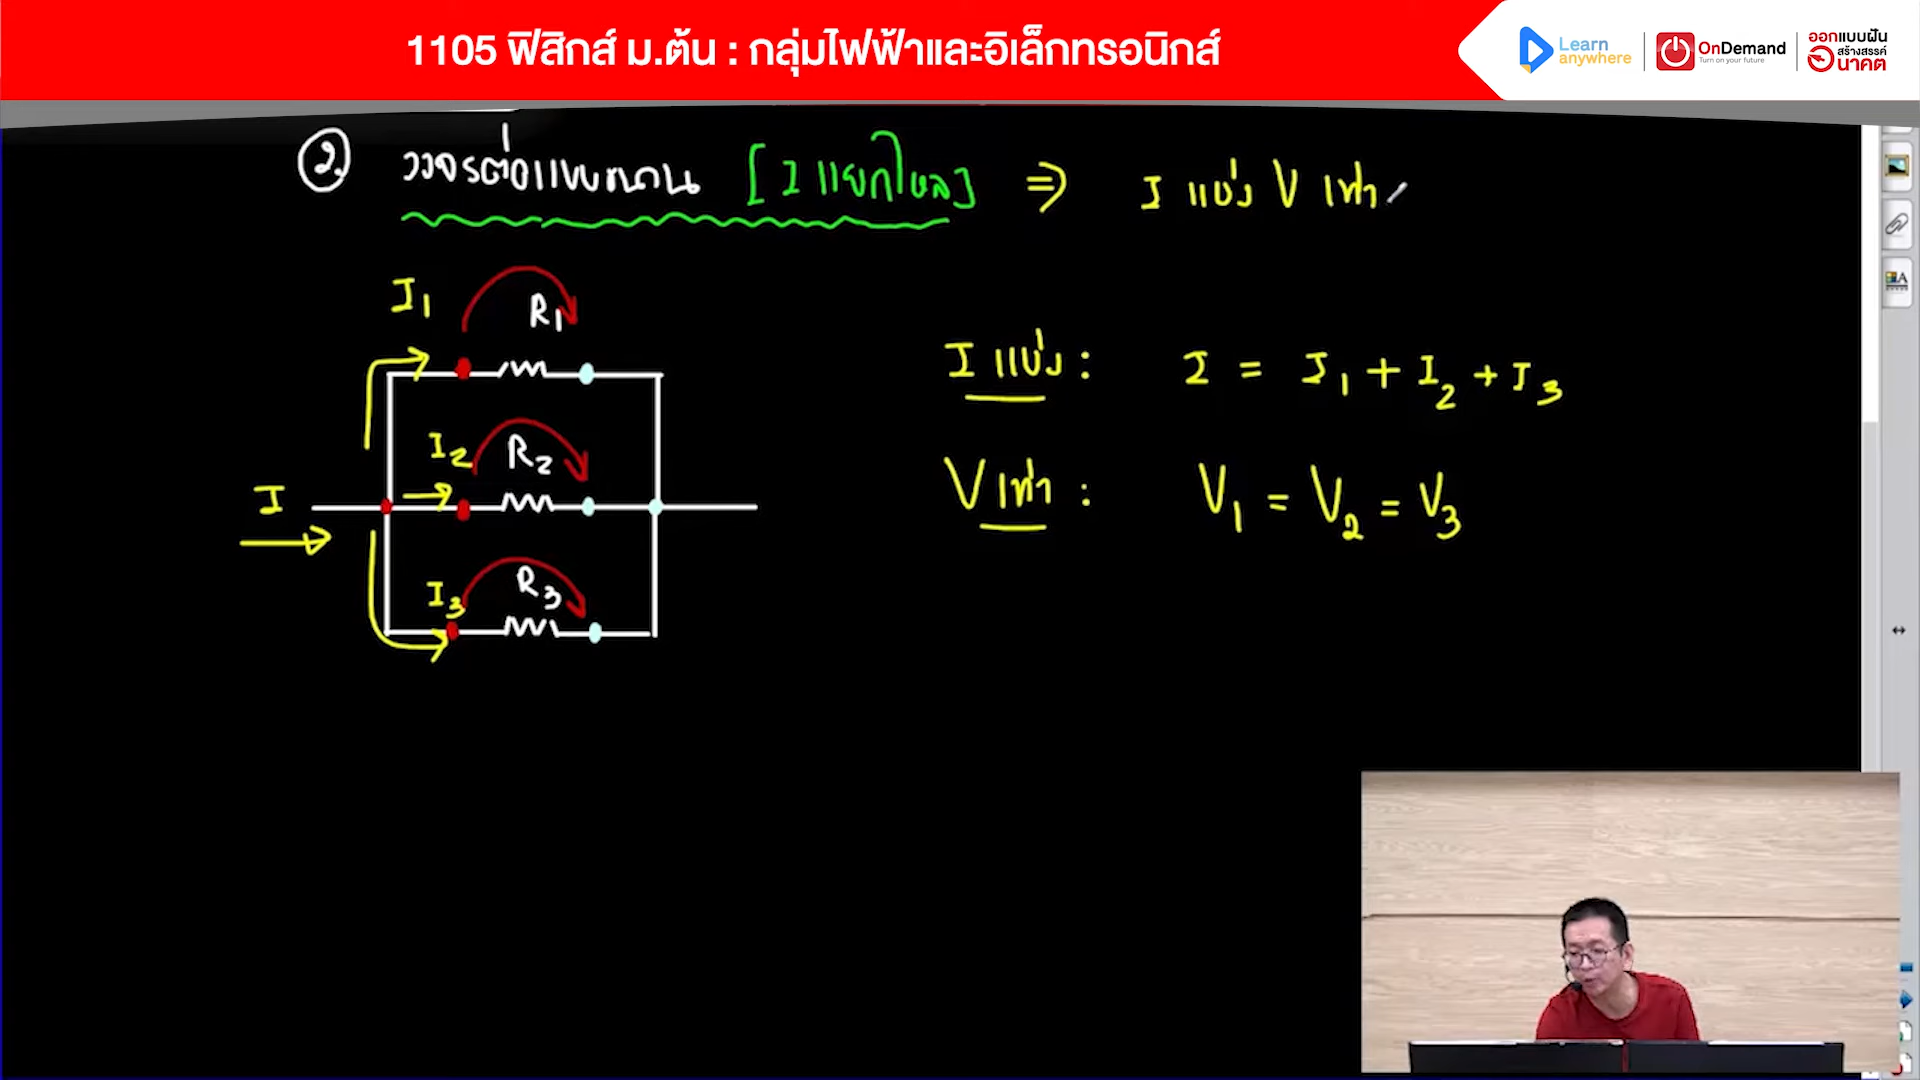 1105 ฟิสิกส์ ม.ต้น : กลุ่มไฟฟ้าและอิเล็กทรอนิกส์
Learn anywhere
OnDemand
Turn on your future
ออกแบบฝัน
สร้างสรรค์
อนาคต
2. วงจรต่อแบบขนาน [I แยกไหล] ⇒ I แบ่ง V เท่า
I1
R1
I แบ่ง : I = I1 + I2 + I3
I2
R2
V เท่า : V1 = V2 = V3
I
I3
R3